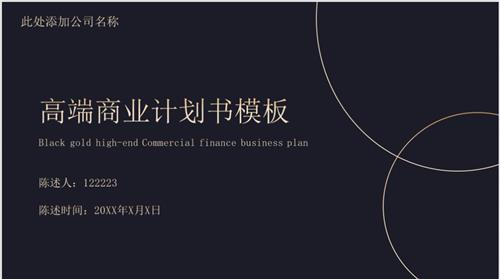 此处添加公司名称
高端商业计划书模板
Black gold high-end Commercial finance business plan
陈述人：122223
陈述时间：20XX年X月X日